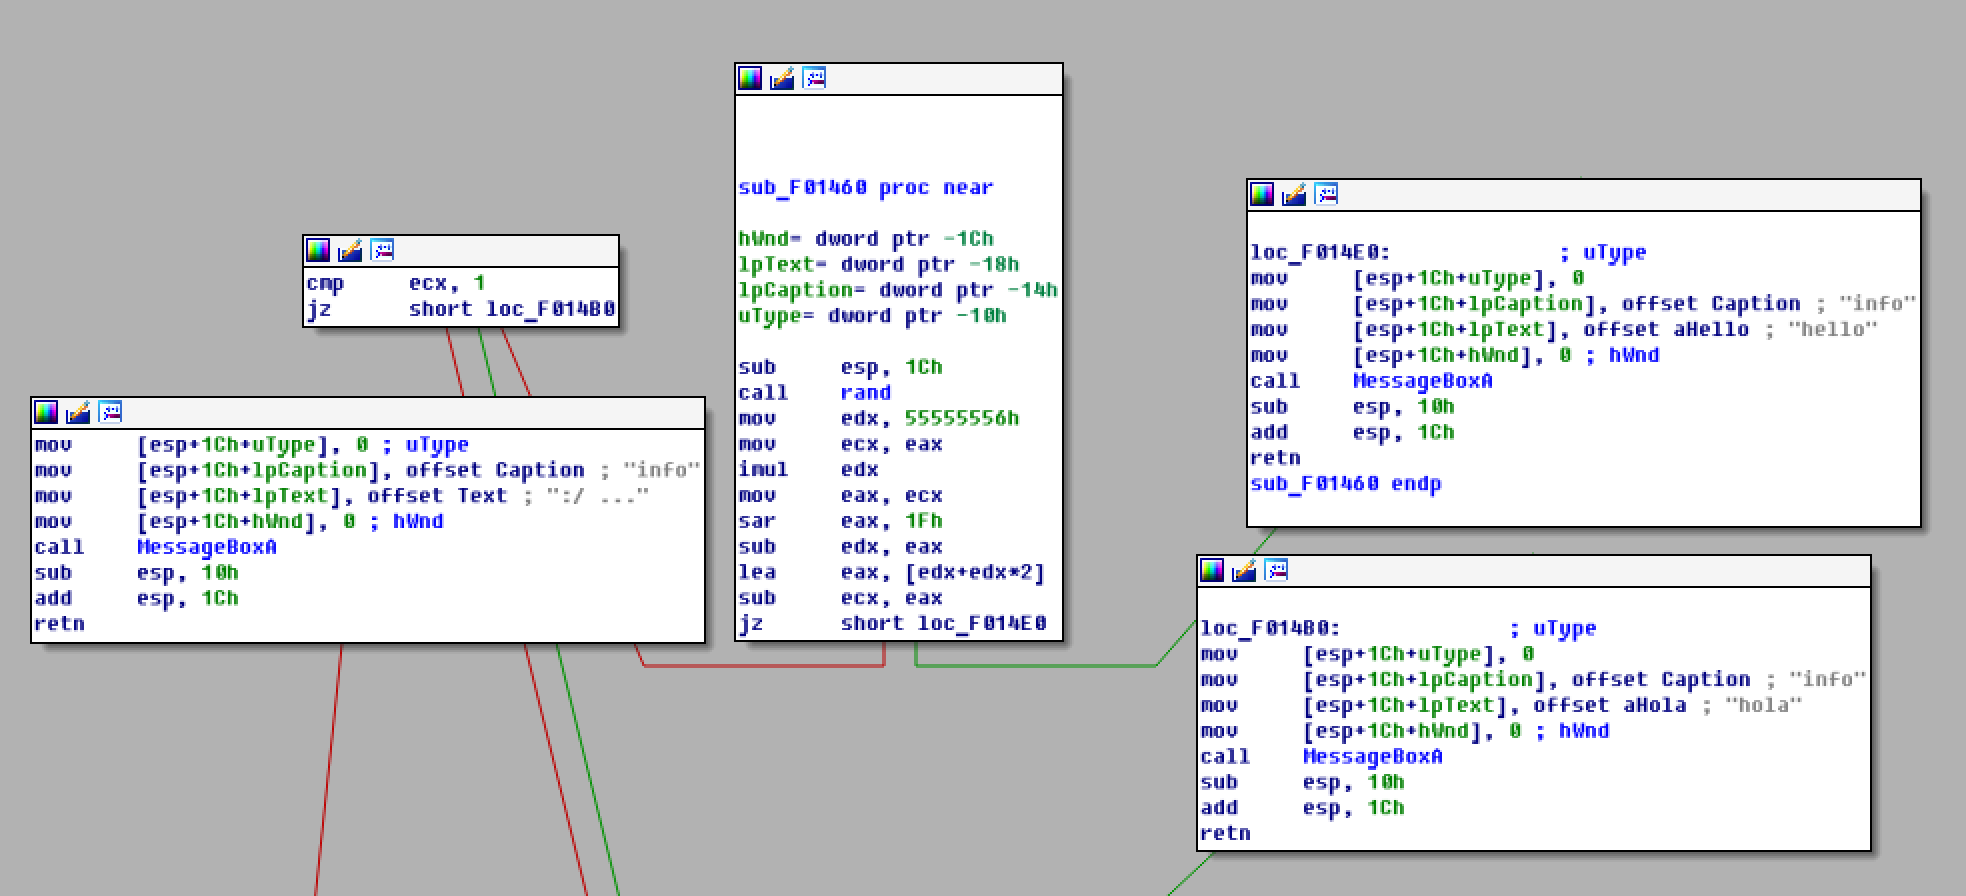 sub_F01460 proc near
hWnd= dword ptr -1Ch
lpText= dword ptr -18h
lpCaption= dword ptr -14h
uType= dword ptr -10h
sub esp, 1Ch
call rand
mov edx, 55555556h
mov ecx, eax
imul edx
mov eax, ecx
sar eax, 1Fh
sub edx, eax
lea eax, [edx+edx*2]
sub ecx, eax
jz short loc_F014E0
cmp ecx, 1
jz short loc_F014B0
mov [esp+1Ch+uType], 0 ; uType
mov [esp+1Ch+lpCaption], offset Caption ; "info"
mov [esp+1Ch+lpText], offset Text ; ":/ ..."
mov [esp+1Ch+hWnd], 0 ; hWnd
call MessageBoxA
sub esp, 10h
add esp, 1Ch
retn
loc_F014E0: ; uType
mov [esp+1Ch+uType], 0
mov [esp+1Ch+lpCaption], offset Caption ; "info"
mov [esp+1Ch+lpText], offset aHello ; "hello"
mov [esp+1Ch+hWnd], 0 ; hWnd
call MessageBoxA
sub esp, 10h
add esp, 1Ch
retn
sub_F01460 endp
loc_F014B0: ; uType
mov [esp+1Ch+uType], 0
mov [esp+1Ch+lpCaption], offset Caption ; "info"
mov [esp+1Ch+lpText], offset aHola ; "hola"
mov [esp+1Ch+hWnd], 0 ; hWnd
call MessageBoxA
sub esp, 10h
add esp, 1Ch
retn